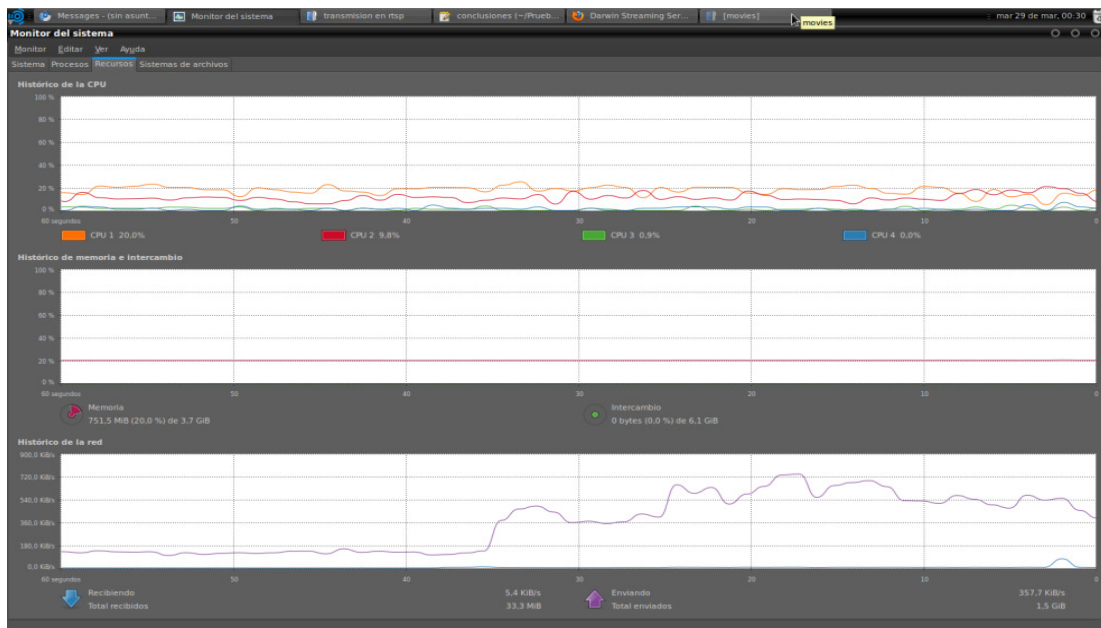 Messages - (sin asunt... Monitor del sistema transmision en rtsp conclusiones (~/Prueb... Darwin Streaming Ser... [movies] mar 29 de mar, 00:30
movies
Monitor del sistema
Monitor Editar Ver Ayuda
Sistema Procesos Recursos Sistemas de archivos
Histórico de la CPU
100 %
80 %
60 %
40 %
20 %
0 %
60 segundos 50 40 30 20 10 0
CPU 1 20,0% CPU 2 9,8% CPU 3 0,9% CPU 4 0,0%
Histórico de memoria e intercambio
100 %
80 %
60 %
40 %
20 %
0 %
60 segundos 50 40 30 20 10 0
Memoria Intercambio
751,5 MiB (20,0 %) de 3,7 GiB 0 bytes (0,0 %) de 6,1 GiB
Histórico de la red
900,0 KiB/s
720,0 KiB/s
540,0 KiB/s
360,0 KiB/s
180,0 KiB/s
0,0 KiB/s
60 segundos 50 40 30 20 10 0
Recibiendo 5,4 KiB/s Enviando 357,7 KiB/s
Total recibidos 33,3 MiB Total enviados 1,5 GiB